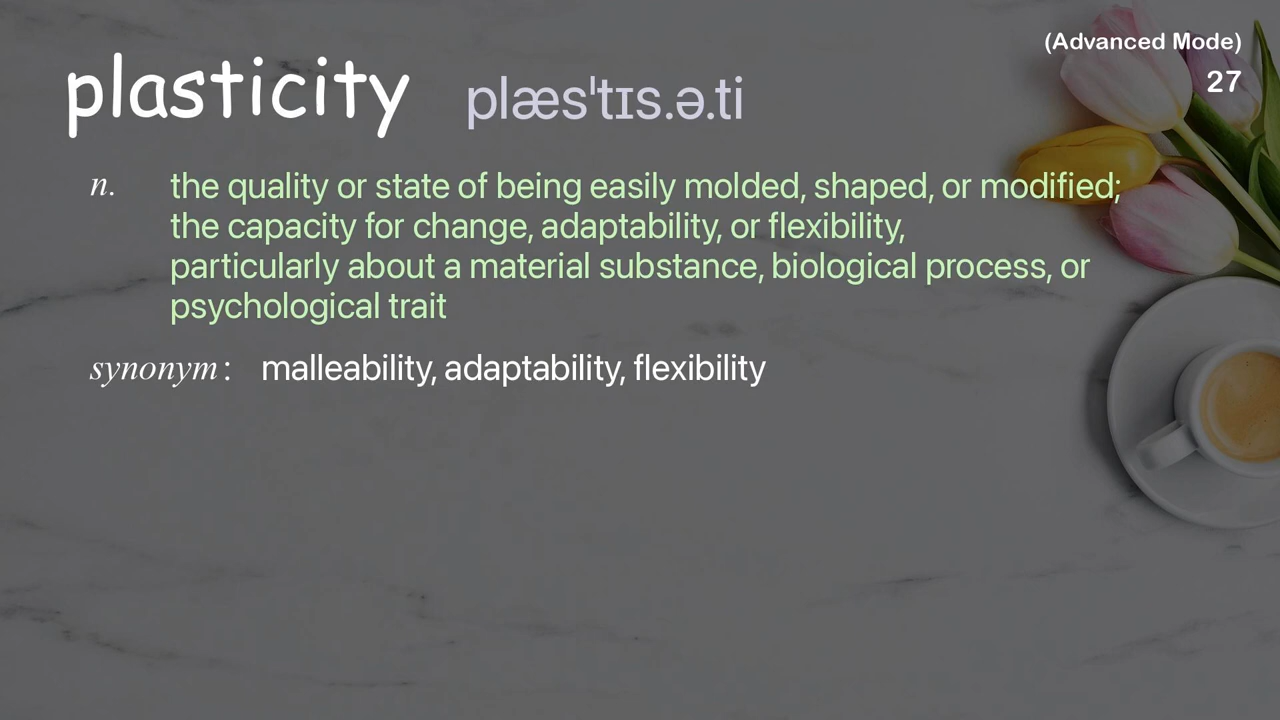 (Advanced Mode)
27
plasticity plæsˈtɪs.ə.ti
n. the quality or state of being easily molded, shaped, or modified;
the capacity for change, adaptability, or flexibility,
particularly about a material substance, biological process, or
psychological trait
synonym : malleability, adaptability, flexibility